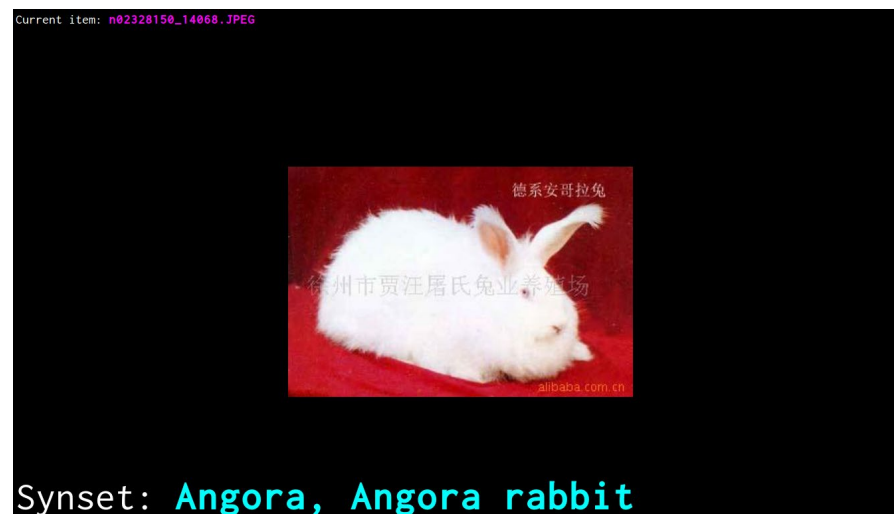 Current item: n02328150_14068.JPEG
德系安哥拉兔
徐州市贾汪屠氏兔业养殖场
alibaba.com.cn
Synset: Angora, Angora rabbit